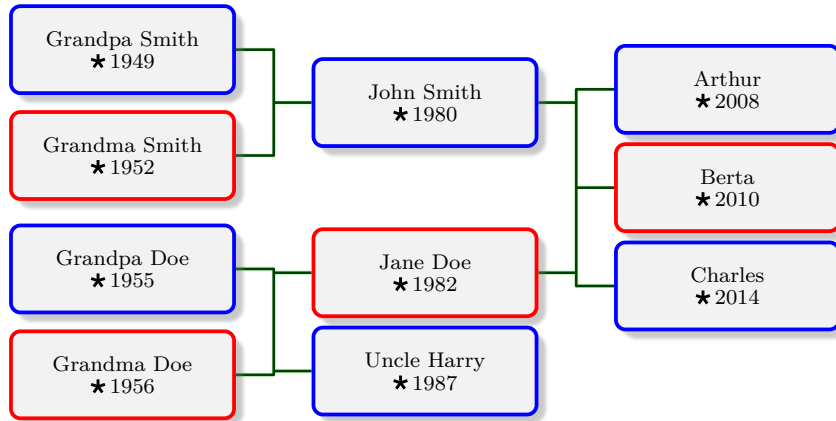 Grandpa Smith
★ 1949
Grandma Smith
★ 1952
Grandpa Doe
★ 1955
Grandma Doe
★ 1956
John Smith
★ 1980
Jane Doe
★ 1982
Uncle Harry
★ 1987
Arthur
★ 2008
Berta
★ 2010
Charles
★ 2014